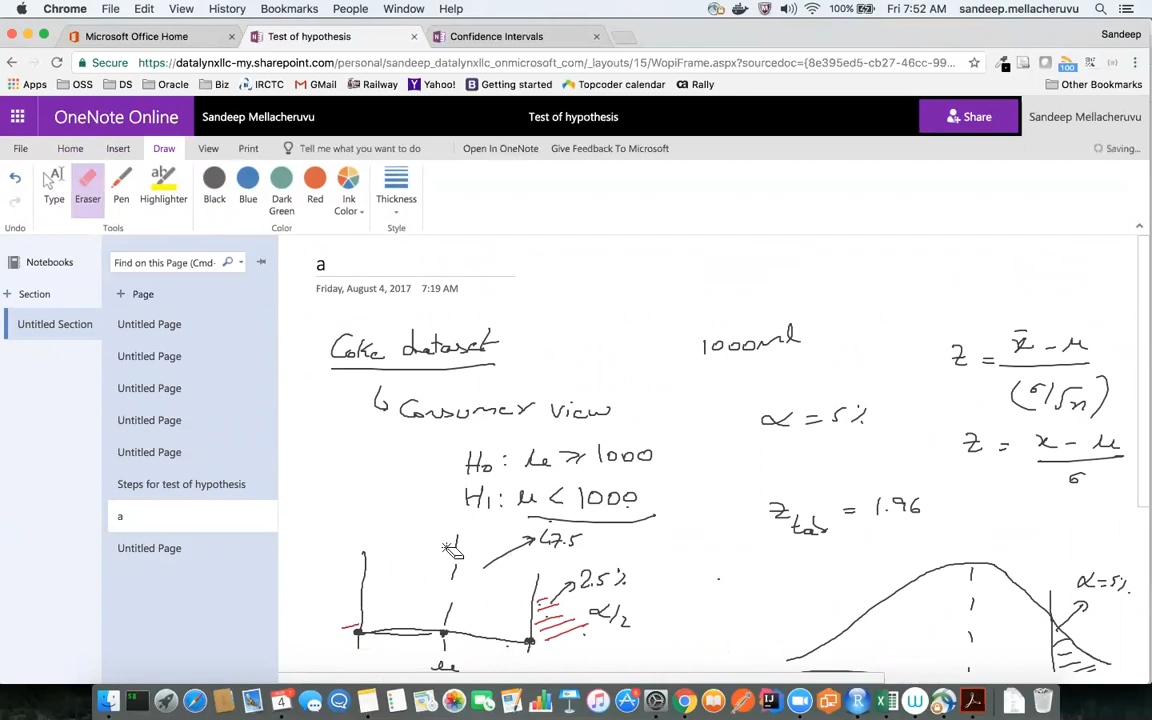 Chrome File Edit View History Bookmarks People Window Help 100% Fri 7:52 AM sandeep.mellacheruvu
Microsoft Office Home Test of hypothesis Confidence Intervals Sandeep
Secure https://datalynxllc-my.sharepoint.com/personal/sandeep_datalynxllc_onmicrosoft_com/_layouts/15/WopiFrame.aspx?sourcedoc={8e395ed5-cb27-46cc-99... 100
Apps OSS DS Oracle Biz IRCTC GMail Railway Yahoo! Getting started Topcoder calendar Rally Other Bookmarks
OneNote Online Sandeep Mellacheruvu Test of hypothesis Share Sandeep Mellacheruvu
File Home Insert Draw View Print Tell me what you want to do Open In OneNote Give Feedback To Microsoft Saving...
Type Eraser Pen Highlighter Black Blue Dark Green Red Ink Color Thickness
Undo Tools Color Style
Notebooks
Find on this Page (Cmd-
+ Section
+ Page
Untitled Section
Untitled Page
Untitled Page
Untitled Page
Untitled Page
Untitled Page
Steps for test of hypothesis
a
Untitled Page
a
Friday, August 4, 2017 7:19 AM
Coke dataset
1000ml
Z = x̄ - μ / (σ/√n)
↳ Consumer view
α = 5%
Z = x - μ / σ
H₀ : μ ≥ 1000
H₁ : μ < 1000
Z tab = 1.96
47.5
2.5%
α/2
μ
α = 5%